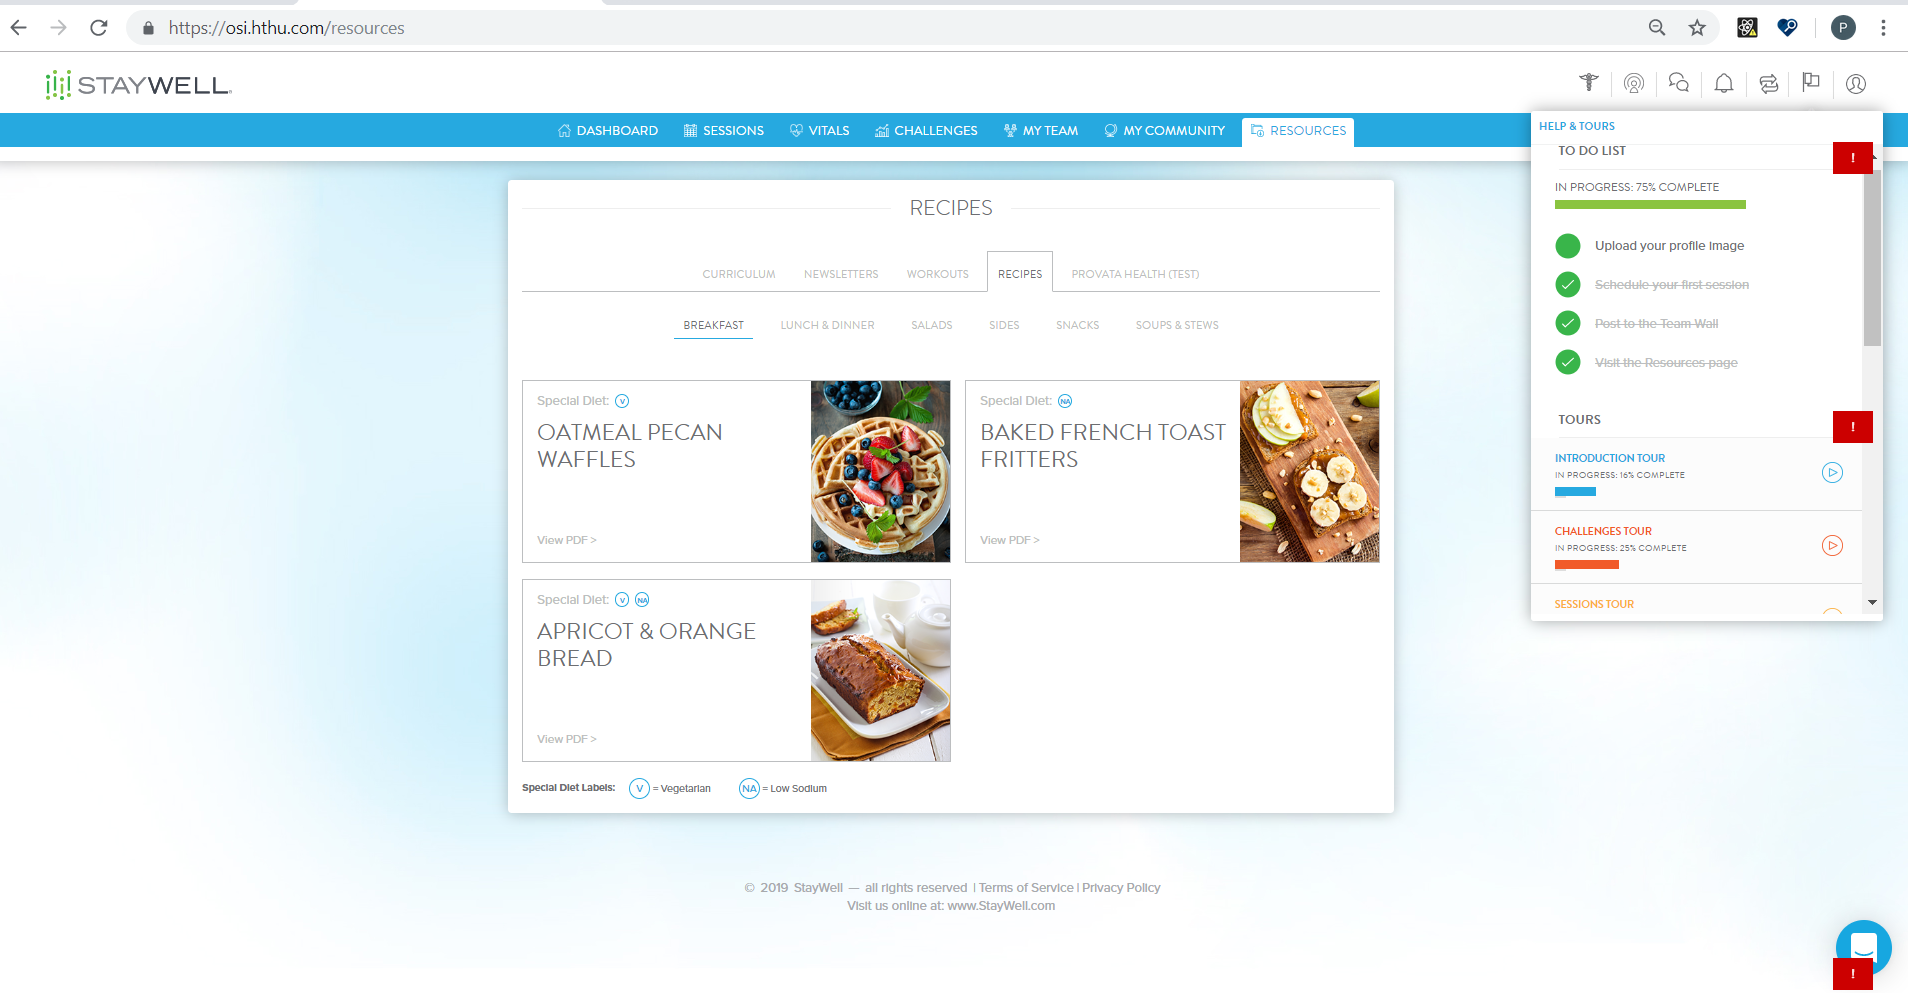 https://osi.hthu.com/resources
P
STAYWELL
DASHBOARD
SESSIONS
VITALS
CHALLENGES
MY TEAM
MY COMMUNITY
RESOURCES
HELP & TOURS
TO DO LIST
!
IN PROGRESS: 75% COMPLETE
Upload your profile image
Schedule your first session
Post to the Team Wall
Visit the Resources page
TOURS
!
INTRODUCTION TOUR
IN PROGRESS: 16% COMPLETE
CHALLENGES TOUR
IN PROGRESS: 25% COMPLETE
SESSIONS TOUR
RECIPES
CURRICULUM
NEWSLETTERS
WORKOUTS
RECIPES
PROVATA HEALTH (TEST)
BREAKFAST
LUNCH & DINNER
SALADS
SIDES
SNACKS
SOUPS & STEWS
Special Diet: V
OATMEAL PECAN
WAFFLES
View PDF >
Special Diet: NA
BAKED FRENCH TOAST
FRITTERS
View PDF >
Special Diet: V NA
APRICOT & ORANGE
BREAD
View PDF >
Special Diet Labels: V = Vegetarian NA = Low Sodium
© 2019 StayWell — all rights reserved | Terms of Service | Privacy Policy
Visit us online at: www.StayWell.com
!